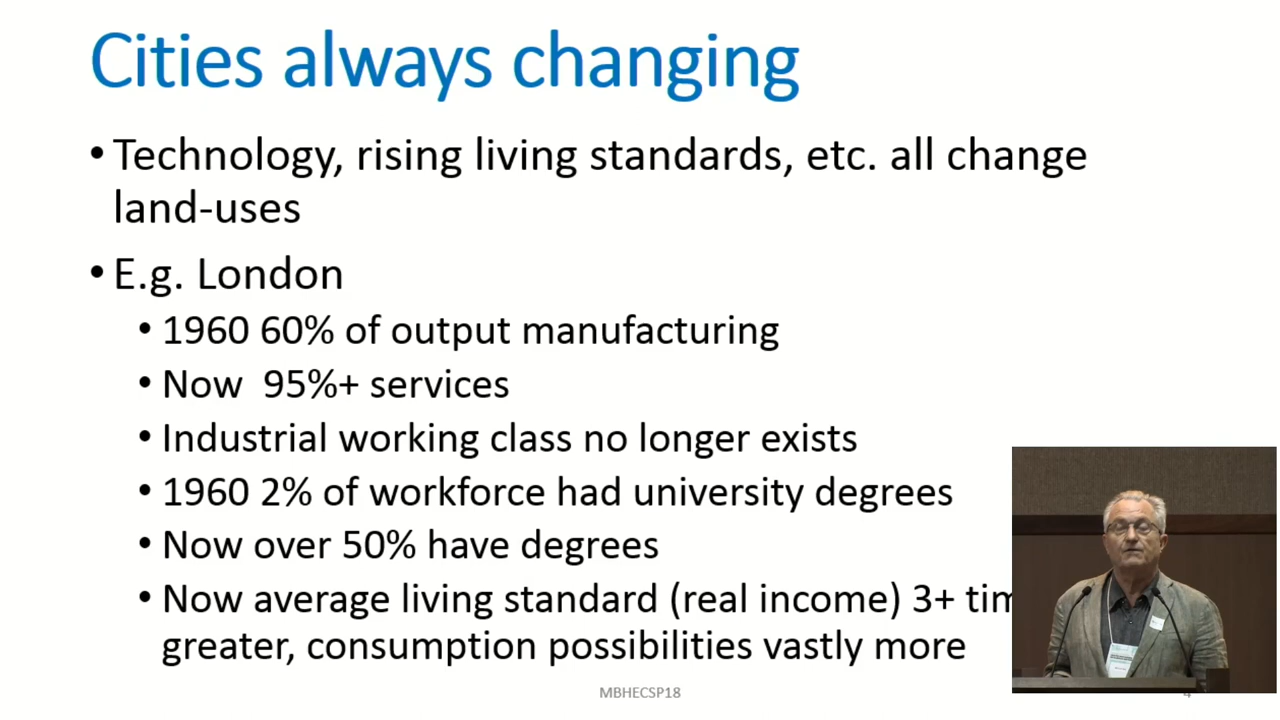 Cities always changing
• Technology, rising living standards, etc. all change
land-uses
• E.g. London
• 1960 60% of output manufacturing
• Now 95%+ services
• Industrial working class no longer exists
• 1960 2% of workforce had university degrees
• Now over 50% have degrees
• Now average living standard (real income) 3+
greater, consumption possibilities vastly more
MBHECSP18